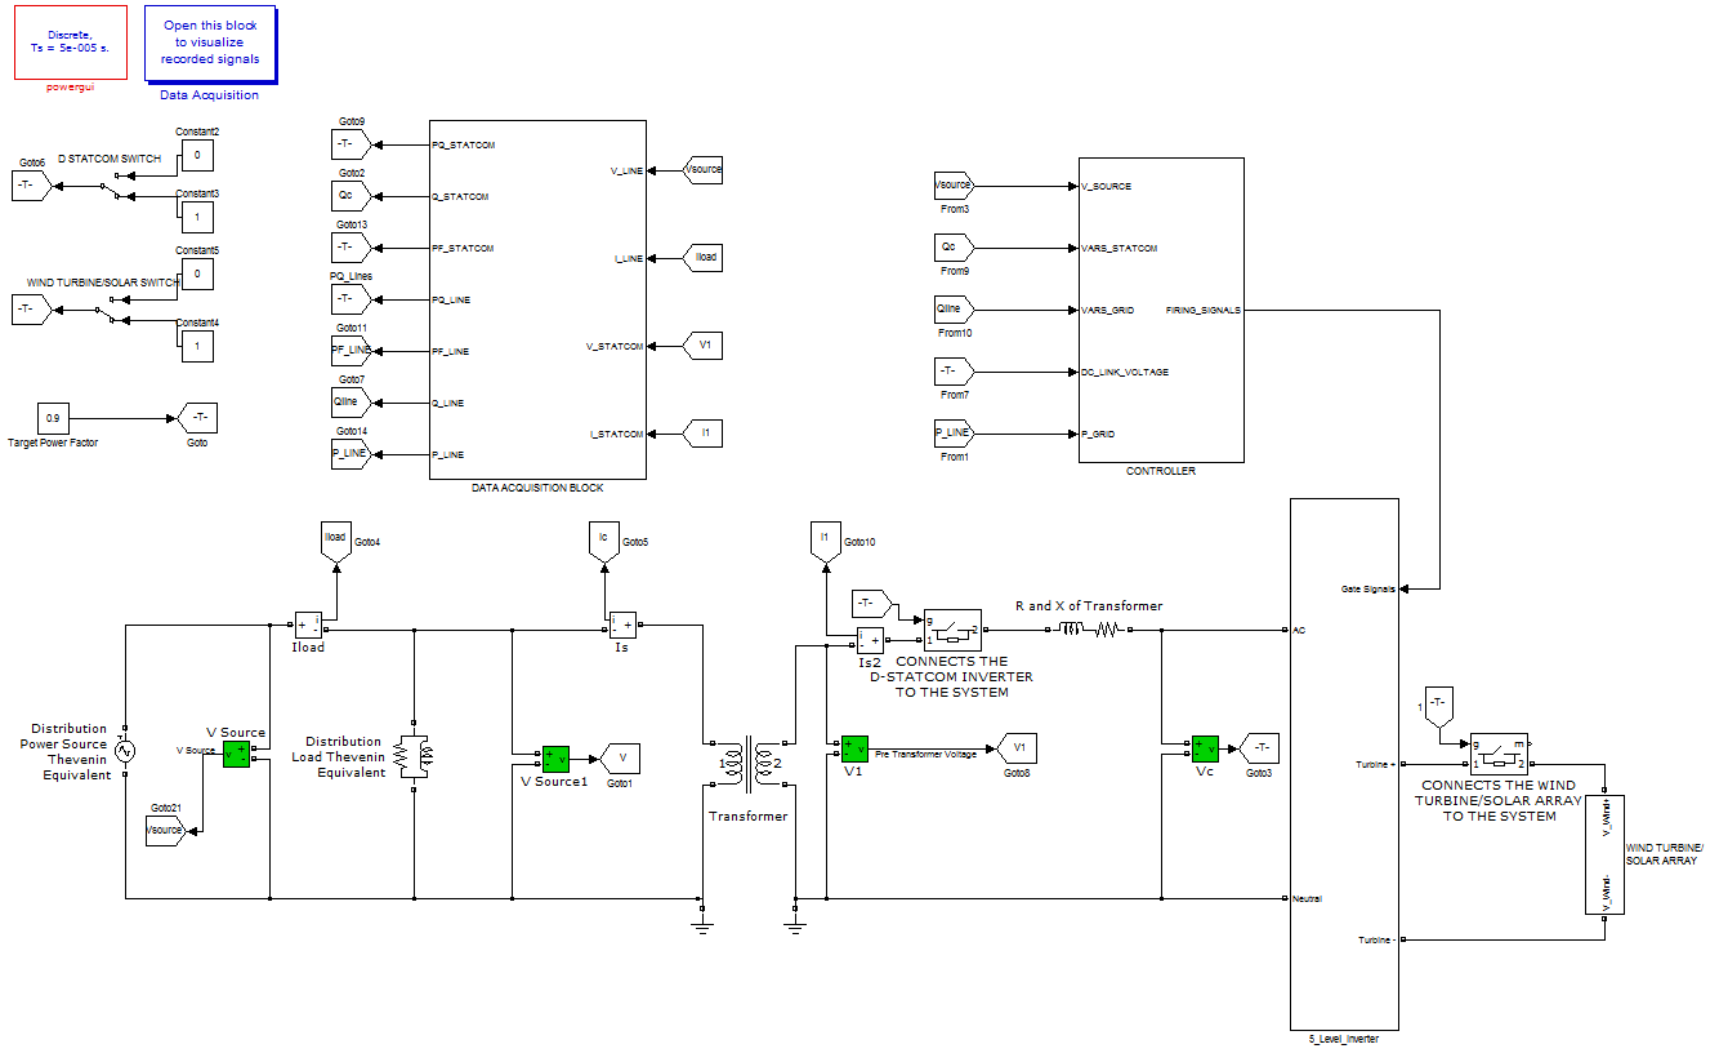 Discrete,
Ts = 5e-005 s.
powergui
Open this block
to visualize
recorded signals
Data Acquisition
Constant2
0
D STATCOM SWITCH
Goto6
-T-
Constant3
1
Constant5
0
WIND TURBINE/SOLAR SWITCH
-T-
Constant4
1
0.9
Target Power Factor
-T-
Goto
Goto9
-T-
PQ_STATCOM
Goto2
Qc
Q_STATCOM
Goto13
-T-
PF_STATCOM
PQ_Lines
-T-
PQ_LINE
Goto11
PF_LINE
PF_LINE
Goto7
Qline
Q_LINE
Goto14
P_LINE
P_LINE
V_LINE
Vsource
I_LINE
Iload
V_STATCOM
V1
I_STATCOM
I1
DATA ACQUISITION BLOCK
Vsource
From3
V_SOURCE
Qc
From9
VARS_STATCOM
Qline
From10
VARS_GRID
FIRING_SIGNALS
-T-
From7
DC_LINK_VOLTAGE
P_LINE
From1
P_GRID
CONTROLLER
Iload
Goto4
+ i -
Iload
Ic
Goto5
i - +
Is
I1
Goto10
i - +
Is2
-T-
g
1
2
CONNECTS THE
D-STATCOM INVERTER
TO THE SYSTEM
R and X of Transformer
Distribution
Power Source
Thevenin
Equivalent
V Source
V Source
+ v -
Goto21
Vsource
Distribution
Load Thevenin
Equivalent
+ v -
V Source1
V
Goto1
1
2
Transformer
+ v -
V1
Pre Transformer Voltage
V1
Goto8
+ v -
Vc
-T-
Goto3
Gate Signals
AC
Turbine +
Neutral
Turbine -
5_Level_Inverter
1
-T-
g
m
1
2
CONNECTS THE WIND
TURBINE/SOLAR ARRAY
TO THE SYSTEM
V_Wind+
V_Wind-
WIND TURBINE/
SOLAR ARRAY